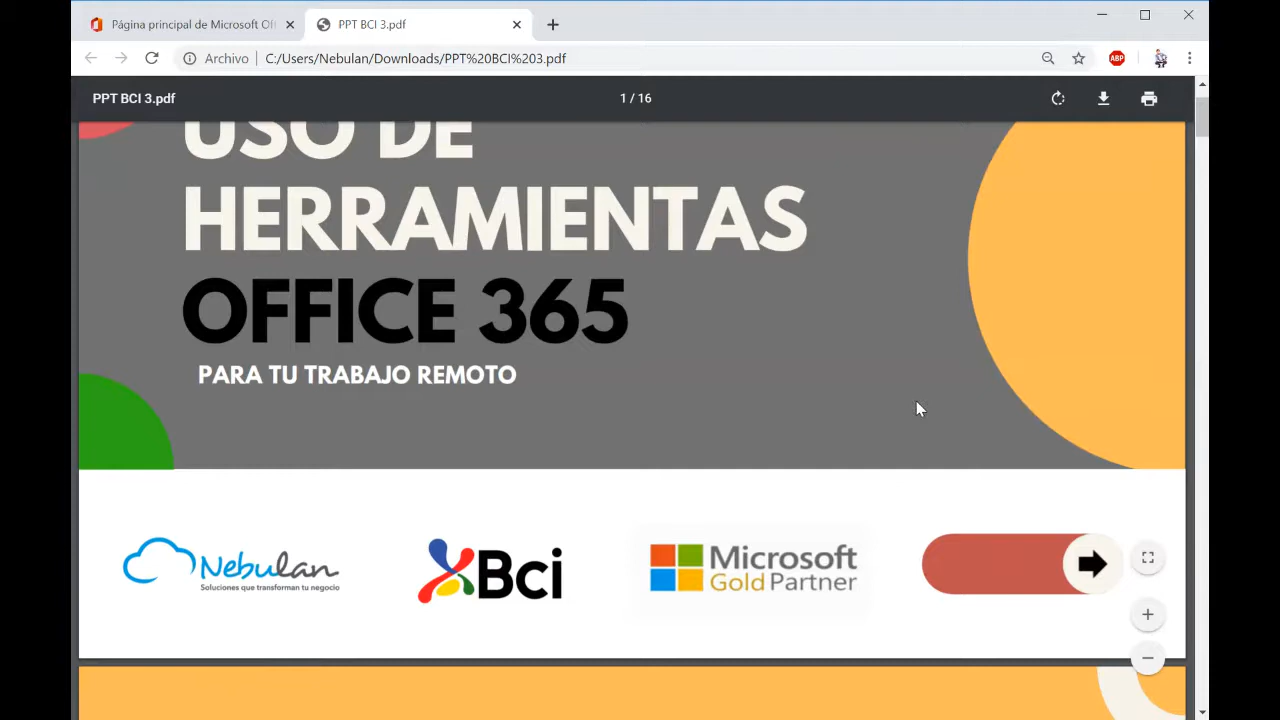 Página principal de Microsoft Of
PPT BCI 3.pdf
Archivo
C:/Users/Nebulan/Downloads/PPT%20BCI%203.pdf
ABP
PPT BCI 3.pdf
1 / 16
USO DE
HERRAMIENTAS
OFFICE 365
PARA TU TRABAJO REMOTO
Nebulan
Soluciones que transforman tu negocio
Bci
Microsoft
Gold Partner